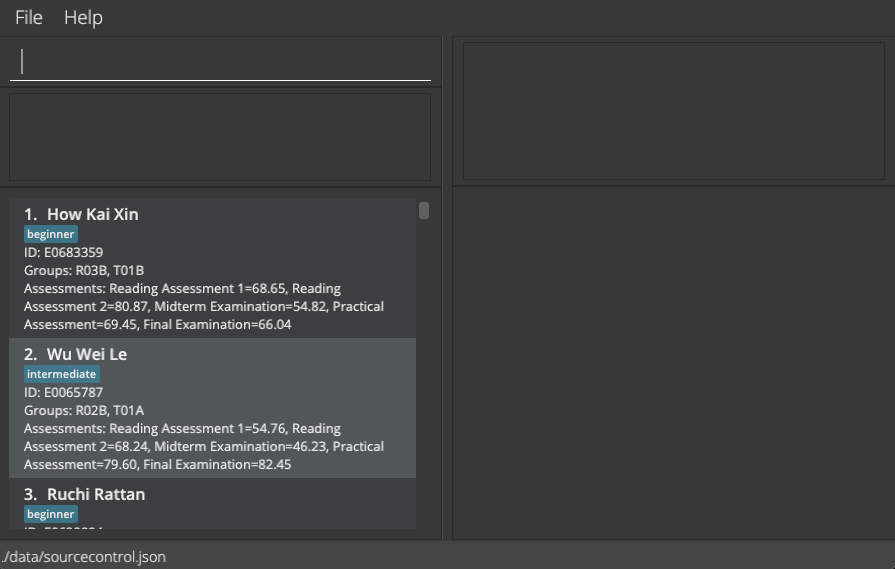 File Help
1. How Kai Xin
beginner
ID: E0683359
Groups: R03B, T01B
Assessments: Reading Assessment 1=68.65, Reading
Assessment 2=80.87, Midterm Examination=54.82, Practical
Assessment=69.45, Final Examination=66.04
2. Wu Wei Le
intermediate
ID: E0065787
Groups: R02B, T01A
Assessments: Reading Assessment 1=54.76, Reading
Assessment 2=68.24, Midterm Examination=46.23, Practical
Assessment=79.60, Final Examination=82.45
3. Ruchi Rattan
beginner
./data/sourcecontrol.json